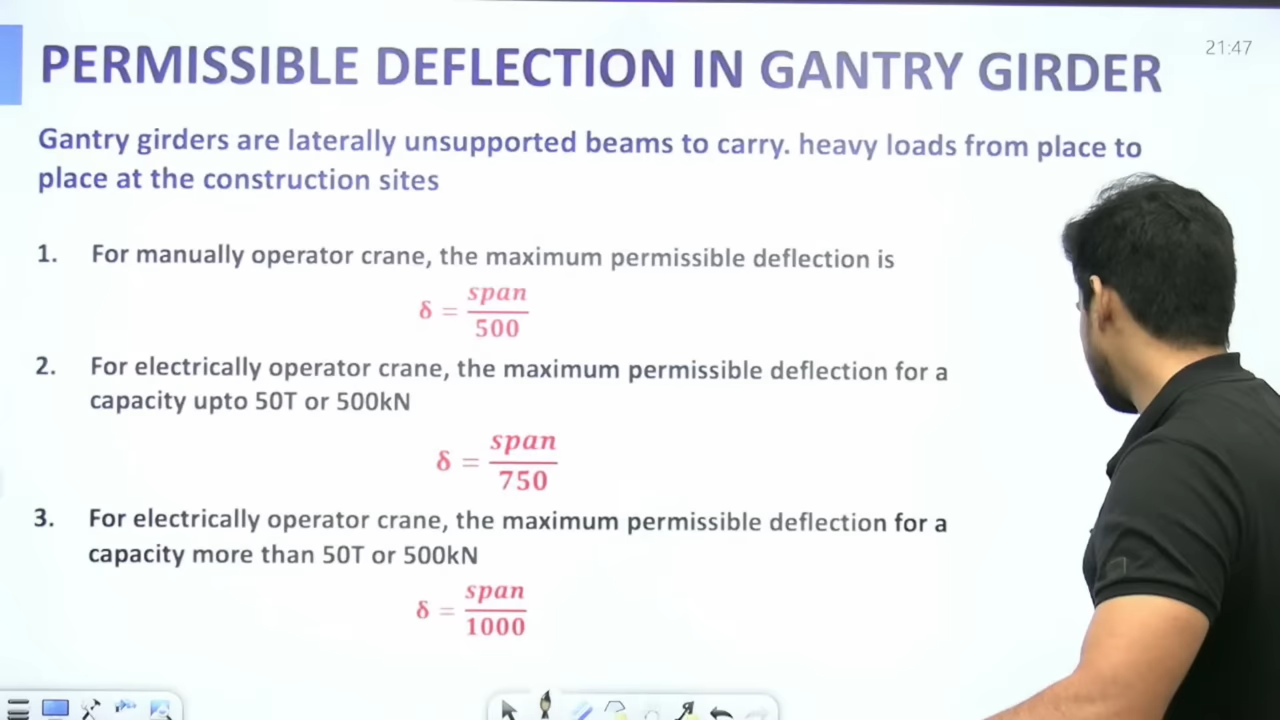 PERMISSIBLE DEFLECTION IN GANTRY GIRDER
21:47
Gantry girders are laterally unsupported beams to carry. heavy loads from place to
place at the construction sites
1. For manually operator crane, the maximum permissible deflection is
δ = span/500
2. For electrically operator crane, the maximum permissible deflection for a
capacity upto 50T or 500kN
δ = span/750
3. For electrically operator crane, the maximum permissible deflection for a
capacity more than 50T or 500kN
δ = span/1000